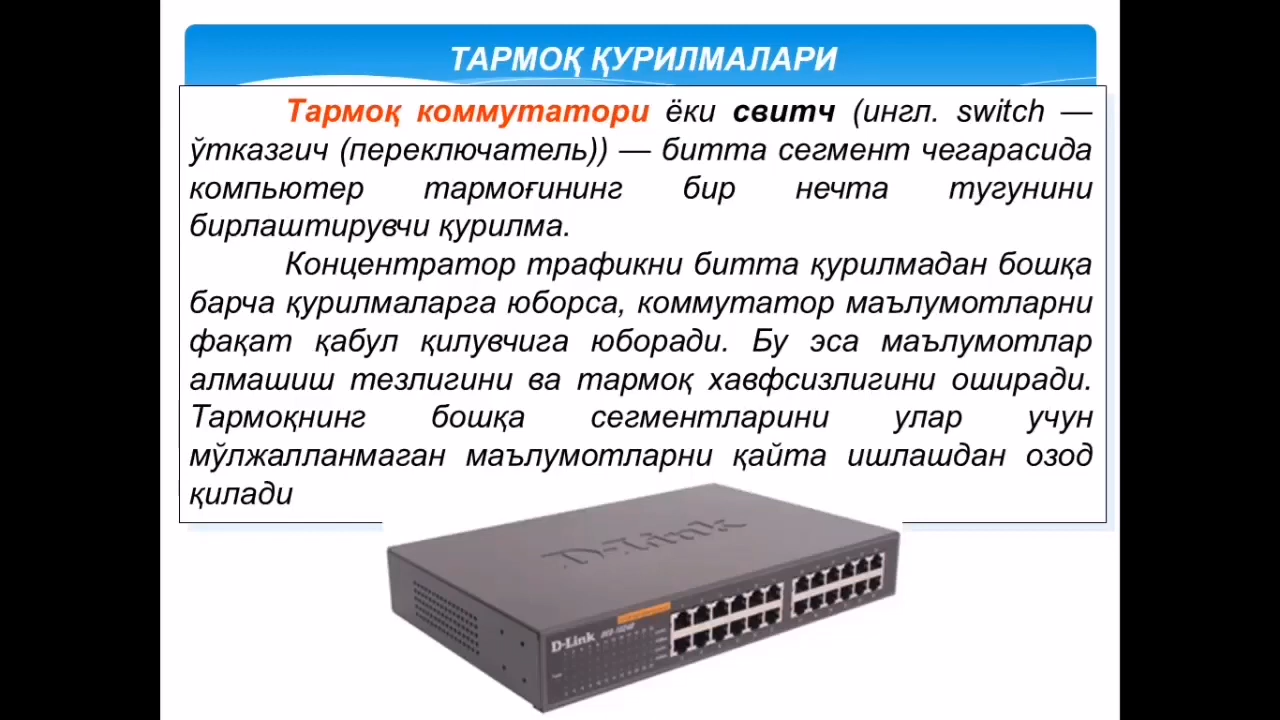 ТАРМОҚ ҚУРИЛМАЛАРИ
Тармоқ коммутатори ёки свитч (ингл. switch —
ўтказгич (переключатель)) — битта сегмент чегарасида
компьютер тармоғининг бир нечта тугунини
бирлаштирувчи қурилма.
Концентратор трафикни битта қурилмадан бошқа
барча қурилмаларга юборса, коммутатор маълумотларни
фақат қабул қилувчига юборади. Бу эса маълумотлар
алмашиш тезлигини ва тармоқ хавфсизлигини оширади.
Тармоқнинг бошқа сегментларини улар учун
мўлжалланмаган маълумотларни қайта ишлашдан озод
қилади
D-Link
D-Link